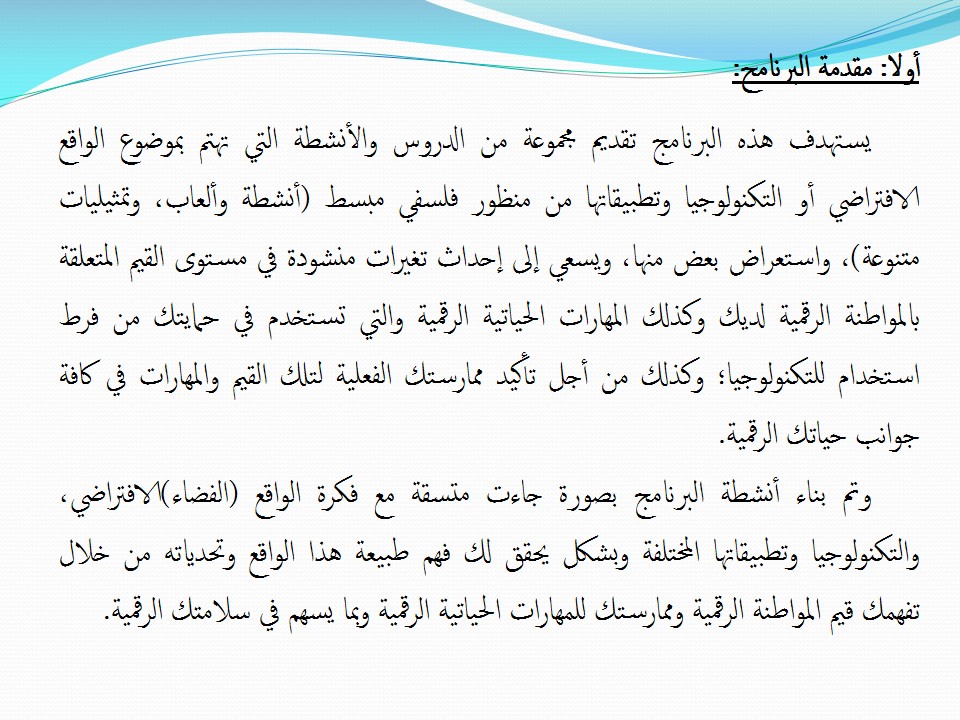 أولا: مقدمة البرنامج:
يستهدف هذه البرنامج تقديم مجموعة من الدروس والأنشطة التي تهتم بموضوع الواقع
الافتراضي أو التكنولوجيا وتطبيقاتها من منظور فلسفي مبسط (أنشطة وألعاب، وتمثيليات
متنوعة)، واستعراض بعض منها، ويسعي إلى إحداث تغيرات منشودة في مستوى القيم المتعلقة
بالمواطنة الرقمية لديك وكذلك المهارات الحياتية الرقمية والتي تستخدم في حمايتك من فرط
استخدام للتكنولوجيا؛ وكذلك من أجل تأكيد ممارستك الفعلية لتلك القيم والمهارات في كافة
جوانب حياتك الرقمية.
وتم بناء أنشطة البرنامج بصورة جاءت متسقة مع فكرة الواقع (الفضاء)الافتراضي،
والتكنولوجيا وتطبيقاتها المختلفة وبشكل يحقق لك فهم طبيعة هذا الواقع وتحدياته من خلال
تفهمك قيم المواطنة الرقمية وممارستك للمهارات الحياتية الرقمية وبما يسهم في سلامتك الرقمية.